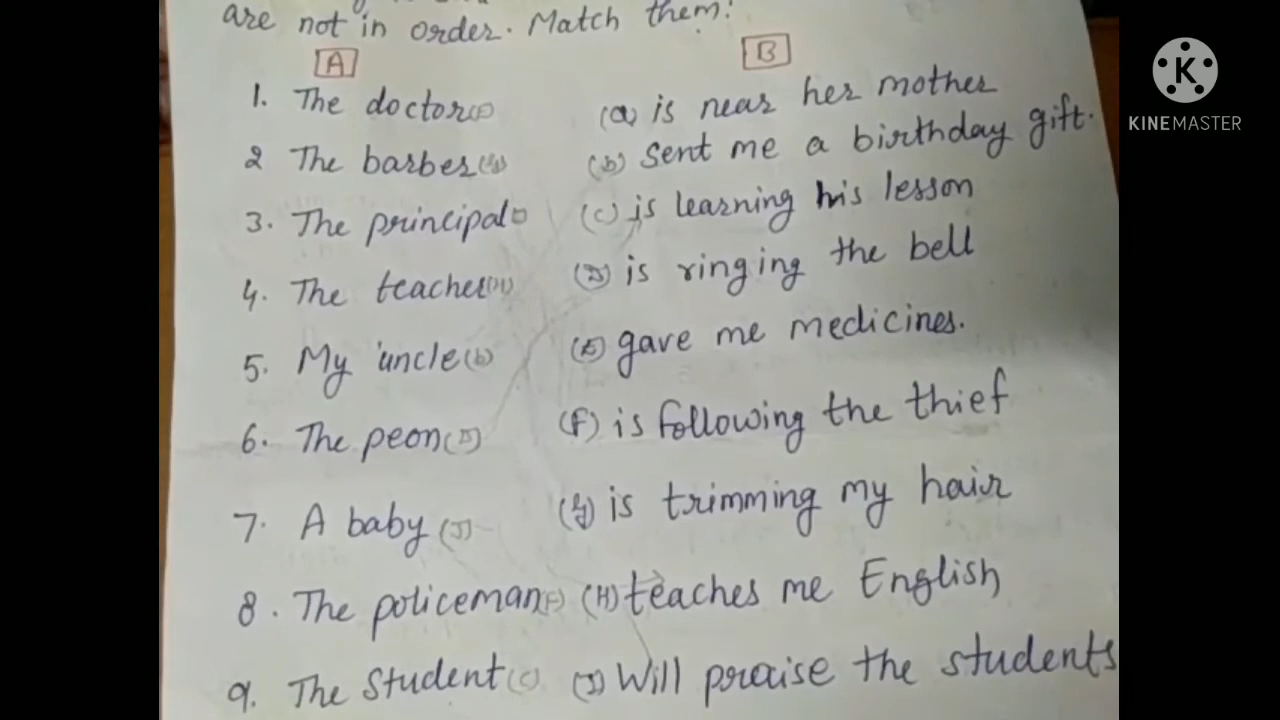 are not in order. Match them:
A B
1. The doctor (a) is near her mother
2 The barber (b) Sent me a birthday gift.
3. The principal (c) is learning his lesson
4. The teacher (D) is ringing the bell
5. My uncle (b) (E) gave me medicines.
6. The peon (D) (F) is following the thief
7. A baby (J) (G) is trimming my hair
8. The policeman (F) (H) teaches me English
9. The Student (C) (J) Will praise the students
K
KINEMASTER